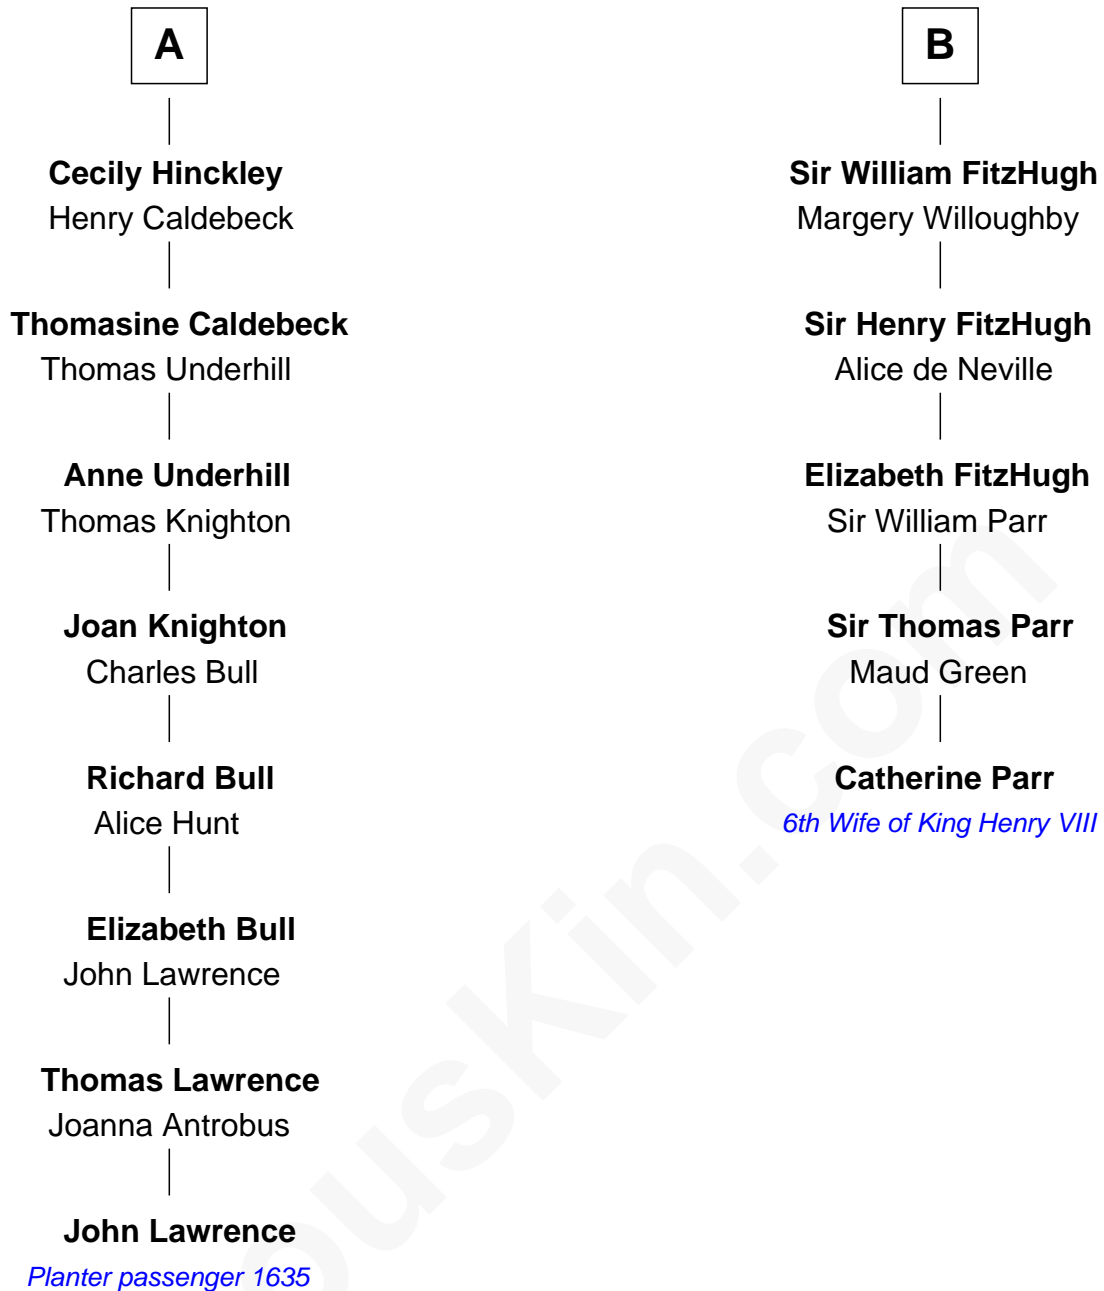 A
Cecily Hinckley
Henry Caldebeck
Thomasine Caldebeck
Thomas Underhill
Anne Underhill
Thomas Knighton
Joan Knighton
Charles Bull
Richard Bull
Alice Hunt
Elizabeth Bull
John Lawrence
Thomas Lawrence
Joanna Antrobus
John Lawrence
Planter passenger 1635
B
Sir William FitzHugh
Margery Willoughby
Sir Henry FitzHugh
Alice de Neville
Elizabeth FitzHugh
Sir William Parr
Sir Thomas Parr
Maud Green
Catherine Parr
6th Wife of King Henry VIII
ousKin.com